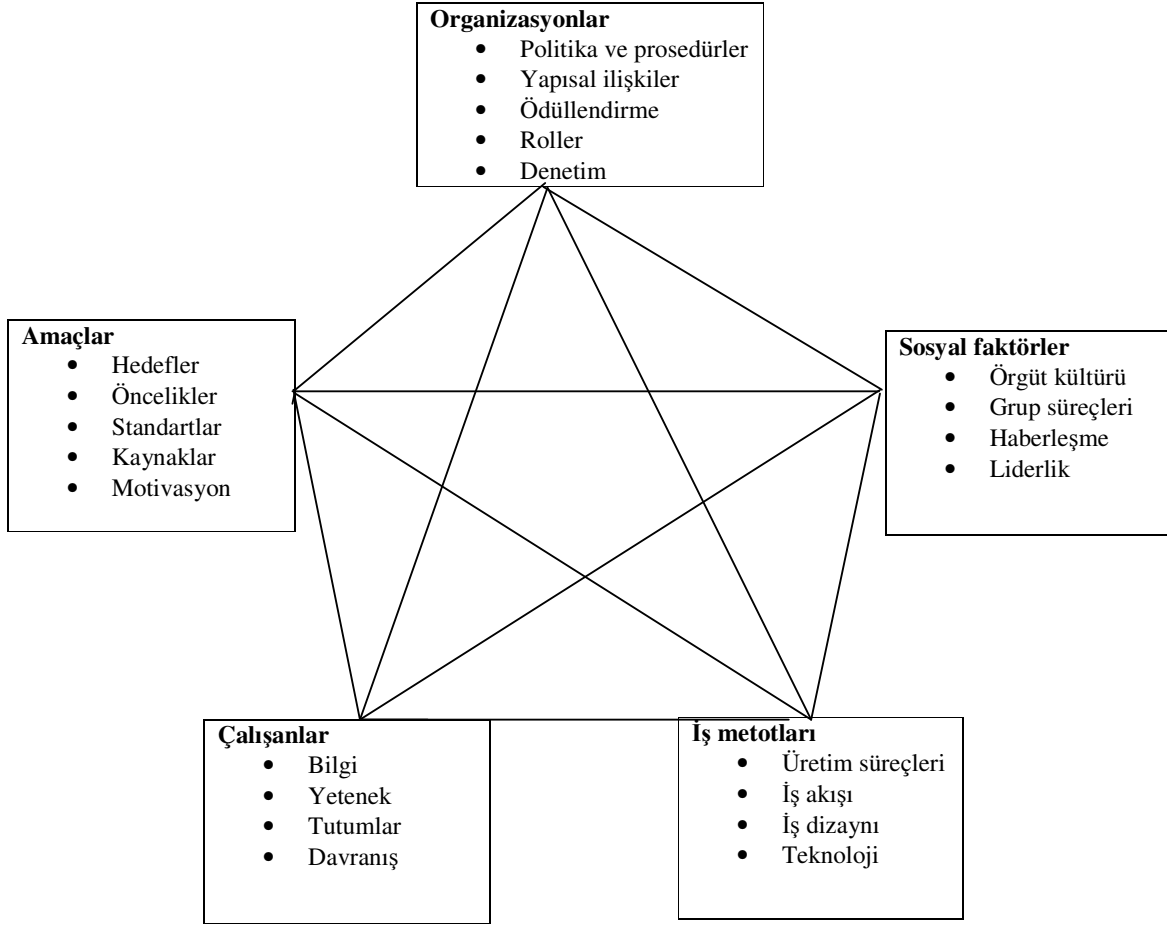 Organizasyonlar
• Politika ve prosedürler
• Yapısal ilişkiler
• Ödüllendirme
• Roller
• Denetim
Amaçlar
• Hedefler
• Öncelikler
• Standartlar
• Kaynaklar
• Motivasyon
Sosyal faktörler
• Örgüt kültürü
• Grup süreçleri
• Haberleşme
• Liderlik
Çalışanlar
• Bilgi
• Yetenek
• Tutumlar
• Davranış
İş metotları
• Üretim süreçleri
• İş akışı
• İş dizaynı
• Teknoloji